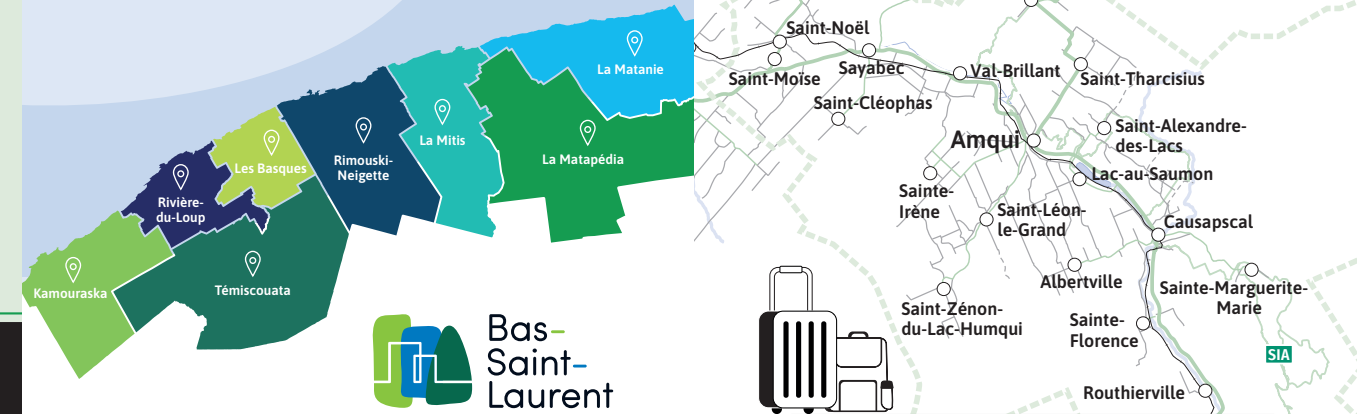 La Matanie
La Mitis
La Matapédia
Rimouski-
Neigette
Les Basques
Rivière-
du-Loup
Témiscouata
Kamouraska
Bas-
Saint-
Laurent
Saint-Noël
Saint-Moïse
Sayabec
Val-Brillant
Saint-Tharcisius
Saint-Cléophas
Amqui
Saint-Alexandre-
des-Lacs
Lac-au-Saumon
Sainte-
Irène
Saint-Léon-
le-Grand
Causapscal
Albertville
Sainte-Marguerite-
Marie
Saint-Zénon-
du-Lac-Humqui
Sainte-
Florence
SIA
Routhierville